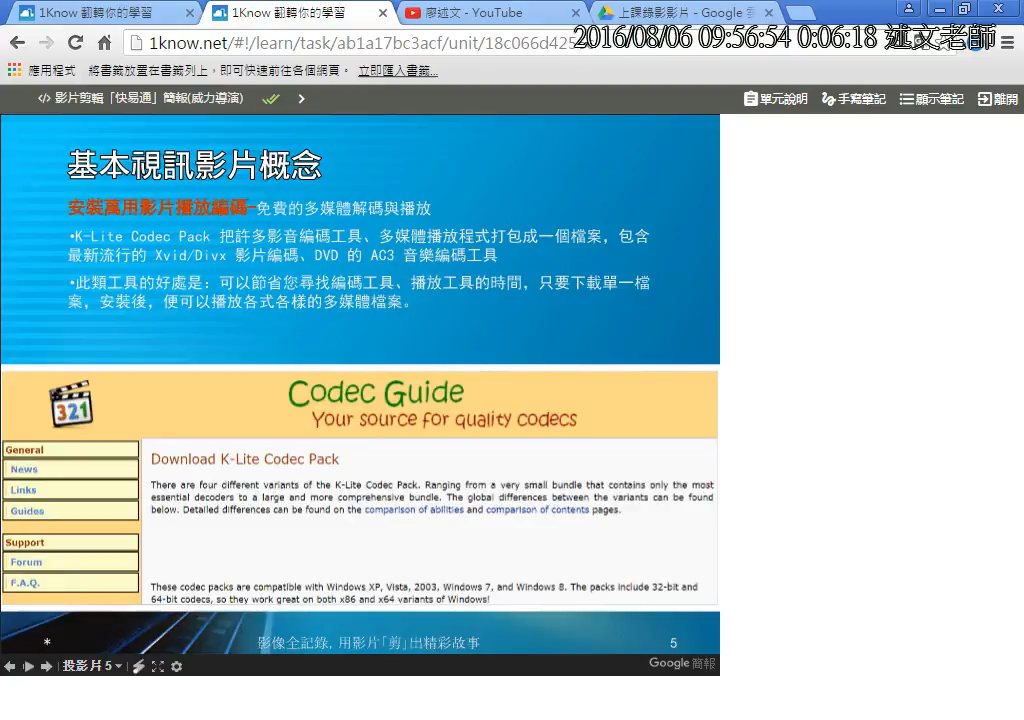 1Know 翻轉你的學習
1Know 翻轉你的學習
廖述文 - YouTube
上課錄影影片 - Google
1know.net/#!/learn/task/ab1a17bc3acf/unit/18c066d425
2016/08/06 09:56:54 0:06:18 述文老師
應用程式 將書籤放置在書籤列上，即可快速前往各個網頁。 立即匯入書籤...
影片剪輯「快易通」簡報(威力導演)
單元說明 手寫筆記 顯示筆記 離開
基本視訊影片概念
安裝萬用影片播放編碼-免費的多媒體解碼與播放
•K-Lite Codec Pack 把許多影音編碼工具、多媒體播放程式打包成一個檔案，包含
最新流行的 Xvid/Divx 影片編碼、DVD 的 AC3 音樂編碼工具
•此類工具的好處是：可以節省您尋找編碼工具、播放工具的時間，只要下載單一檔
案，安裝後，便可以播放各式各樣的多媒體檔案。
321
Codec Guide
Your source for quality codecs
General
News
Links
Guides
Support
Forum
F.A.Q.
Download K-Lite Codec Pack
There are four different variants of the K-Lite Codec Pack. Ranging from a very small bundle that contains only the most
essential decoders to a large and more comprehensive bundle. The global differences between the variants can be found
below. Detailed differences can be found on the comparison of abilities and comparison of contents pages.
These codec packs are compatible with Windows XP, Vista, 2003, Windows 7, and Windows 8. The packs include 32-bit and
64-bit codecs, so they work great on both x86 and x64 variants of Windows!
* 影像全記錄, 用影片「剪」出精彩故事 5
投影片 5
Google 簡報